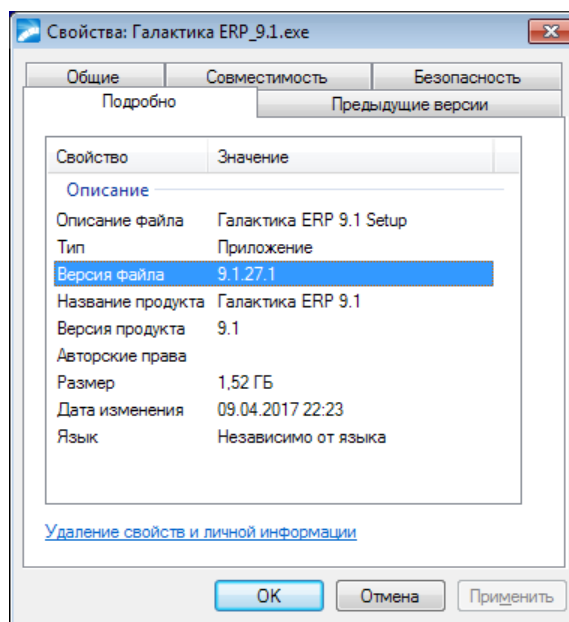 Свойства: Галактика ERP_9.1.exe
Общие Совместимость Безопасность
Подробно Предыдущие версии
Свойство Значение
Описание
Описание файла Галактика ERP 9.1 Setup
Тип Приложение
Версия файла 9.1.27.1
Название продукта Галактика ERP 9.1
Версия продукта 9.1
Авторские права
Размер 1,52 ГБ
Дата изменения 09.04.2017 22:23
Язык Независимо от языка
Удаление свойств и личной информации
OK Отмена Применить